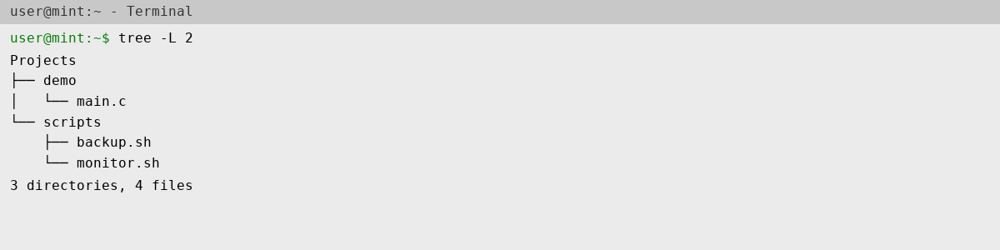 user@mint:~ - Terminal
user@mint:~$ tree -L 2
Projects
├── demo
│   └── main.c
└── scripts
    ├── backup.sh
    └── monitor.sh
3 directories, 4 files